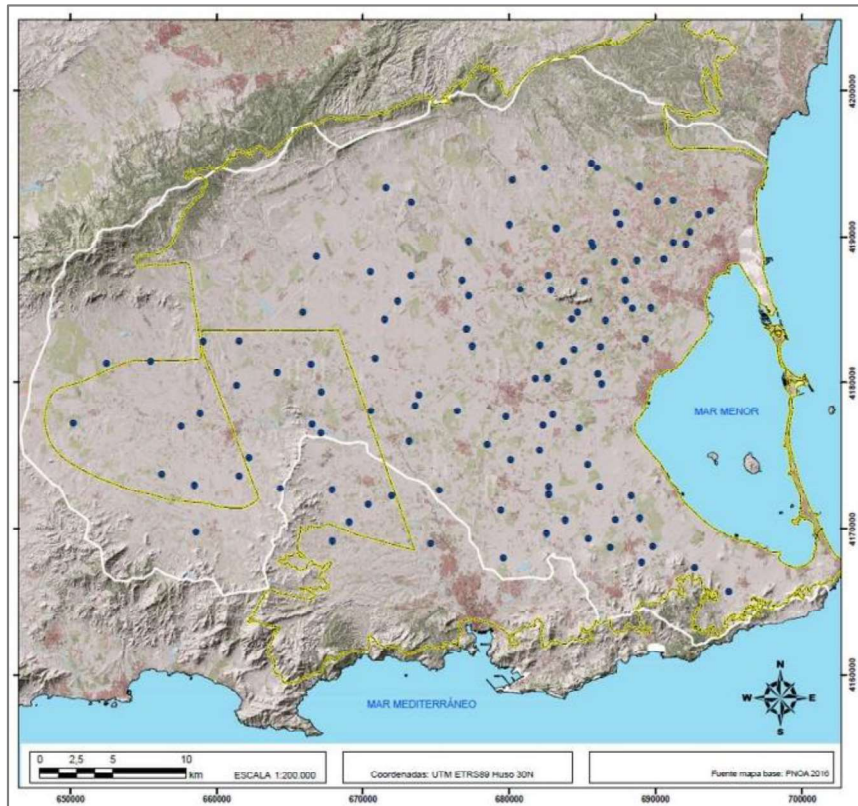 4200000
4190000
4180000
4170000
4160000
MAR MENOR
MAR MEDITERRÁNEO
N
W E
S
0 2,5 5 10
km
ESCALA 1:200.000
Coordenadas: UTM ETRS89 Huso 30N
Fuente mapa base: PNOA 2016
650000 660000 670000 680000 690000 700000